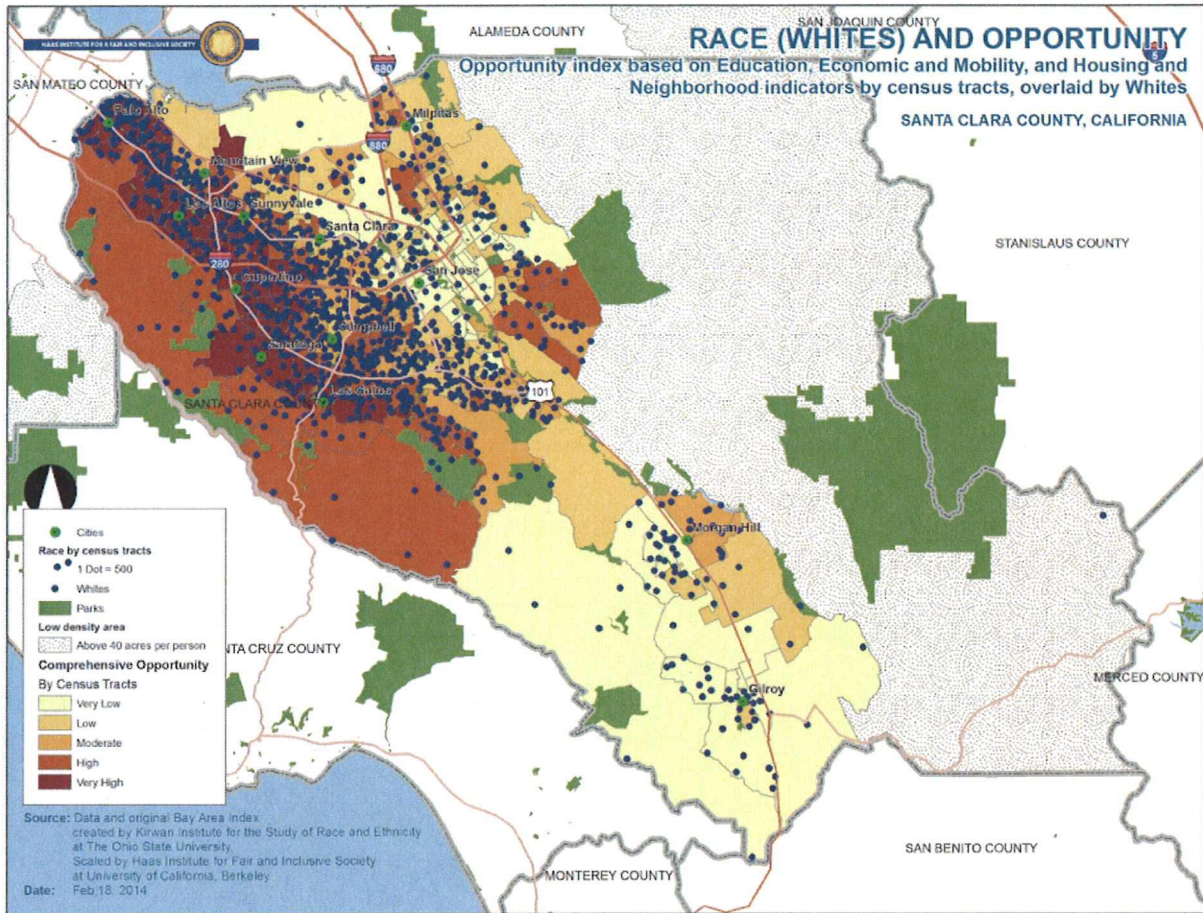 HAAS INSTITUTE FOR A FAIR AND INCLUSIVE SOCIETY
RACE (WHITES) AND OPPORTUNITY
Opportunity index based on Education, Economic and Mobility, and Housing and
Neighborhood indicators by census tracts, overlaid by Whites
SANTA CLARA COUNTY, CALIFORNIA
ALAMEDA COUNTY
SAN JOAQUIN COUNTY
5
SAN MATEO COUNTY
680
Palo Alto
Milpitas
880
Mountain View
Los Altos
Sunnyvale
Santa Clara
STANISLAUS COUNTY
280
San Jose
Cupertino
Campbell
Saratoga
101
Los Gatos
SANTA CLARA COUNTY
Morgan Hill
Cities
Race by census tracts
1 Dot = 500
Whites
Parks
Low density area
Above 40 acres per person
NTA CRUZ COUNTY
Comprehensive Opportunity
By Census Tracts
Very Low
Low
Moderate
High
Very High
MERCED COUNTY
Gilroy
Source: Data and original Bay Area Index
created by Kirwan Institute for the Study of Race and Ethnicity
at The Ohio State University,
Scaled by Haas Institute for Fair and Inclusive Society
at University of California, Berkeley
Date: Feb 18, 2014
SAN BENITO COUNTY
MONTEREY COUNTY